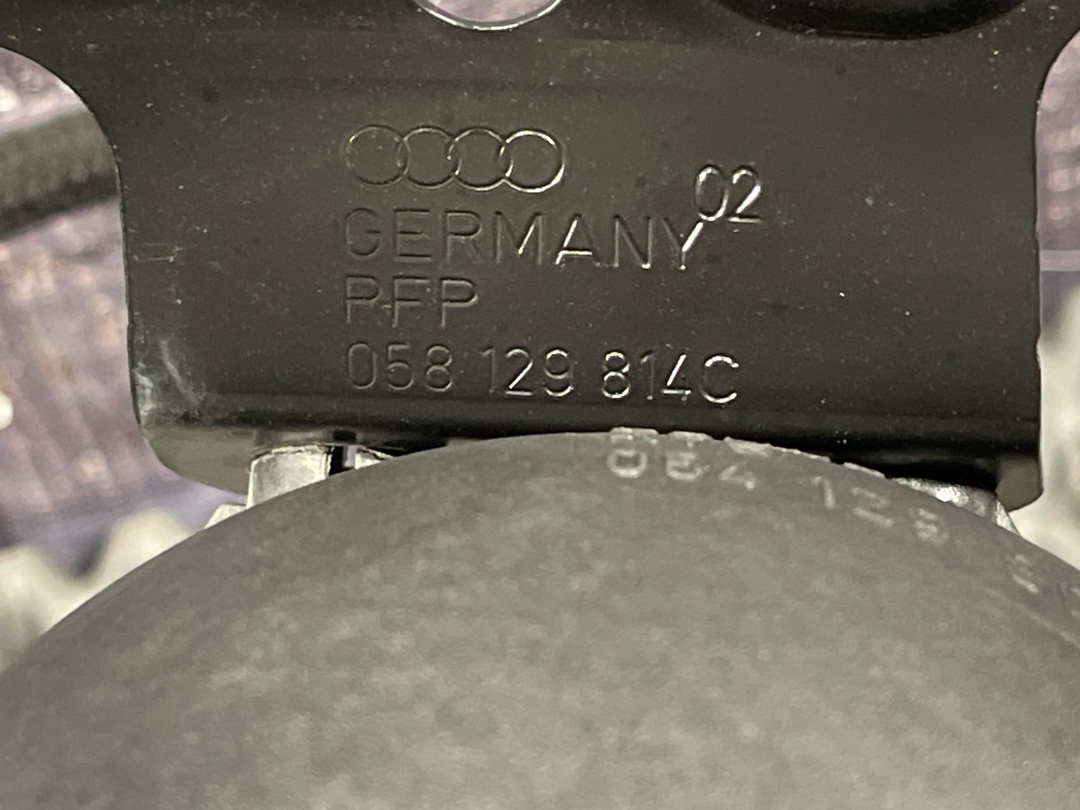 02
GERMANY
PFP
058 129 814C